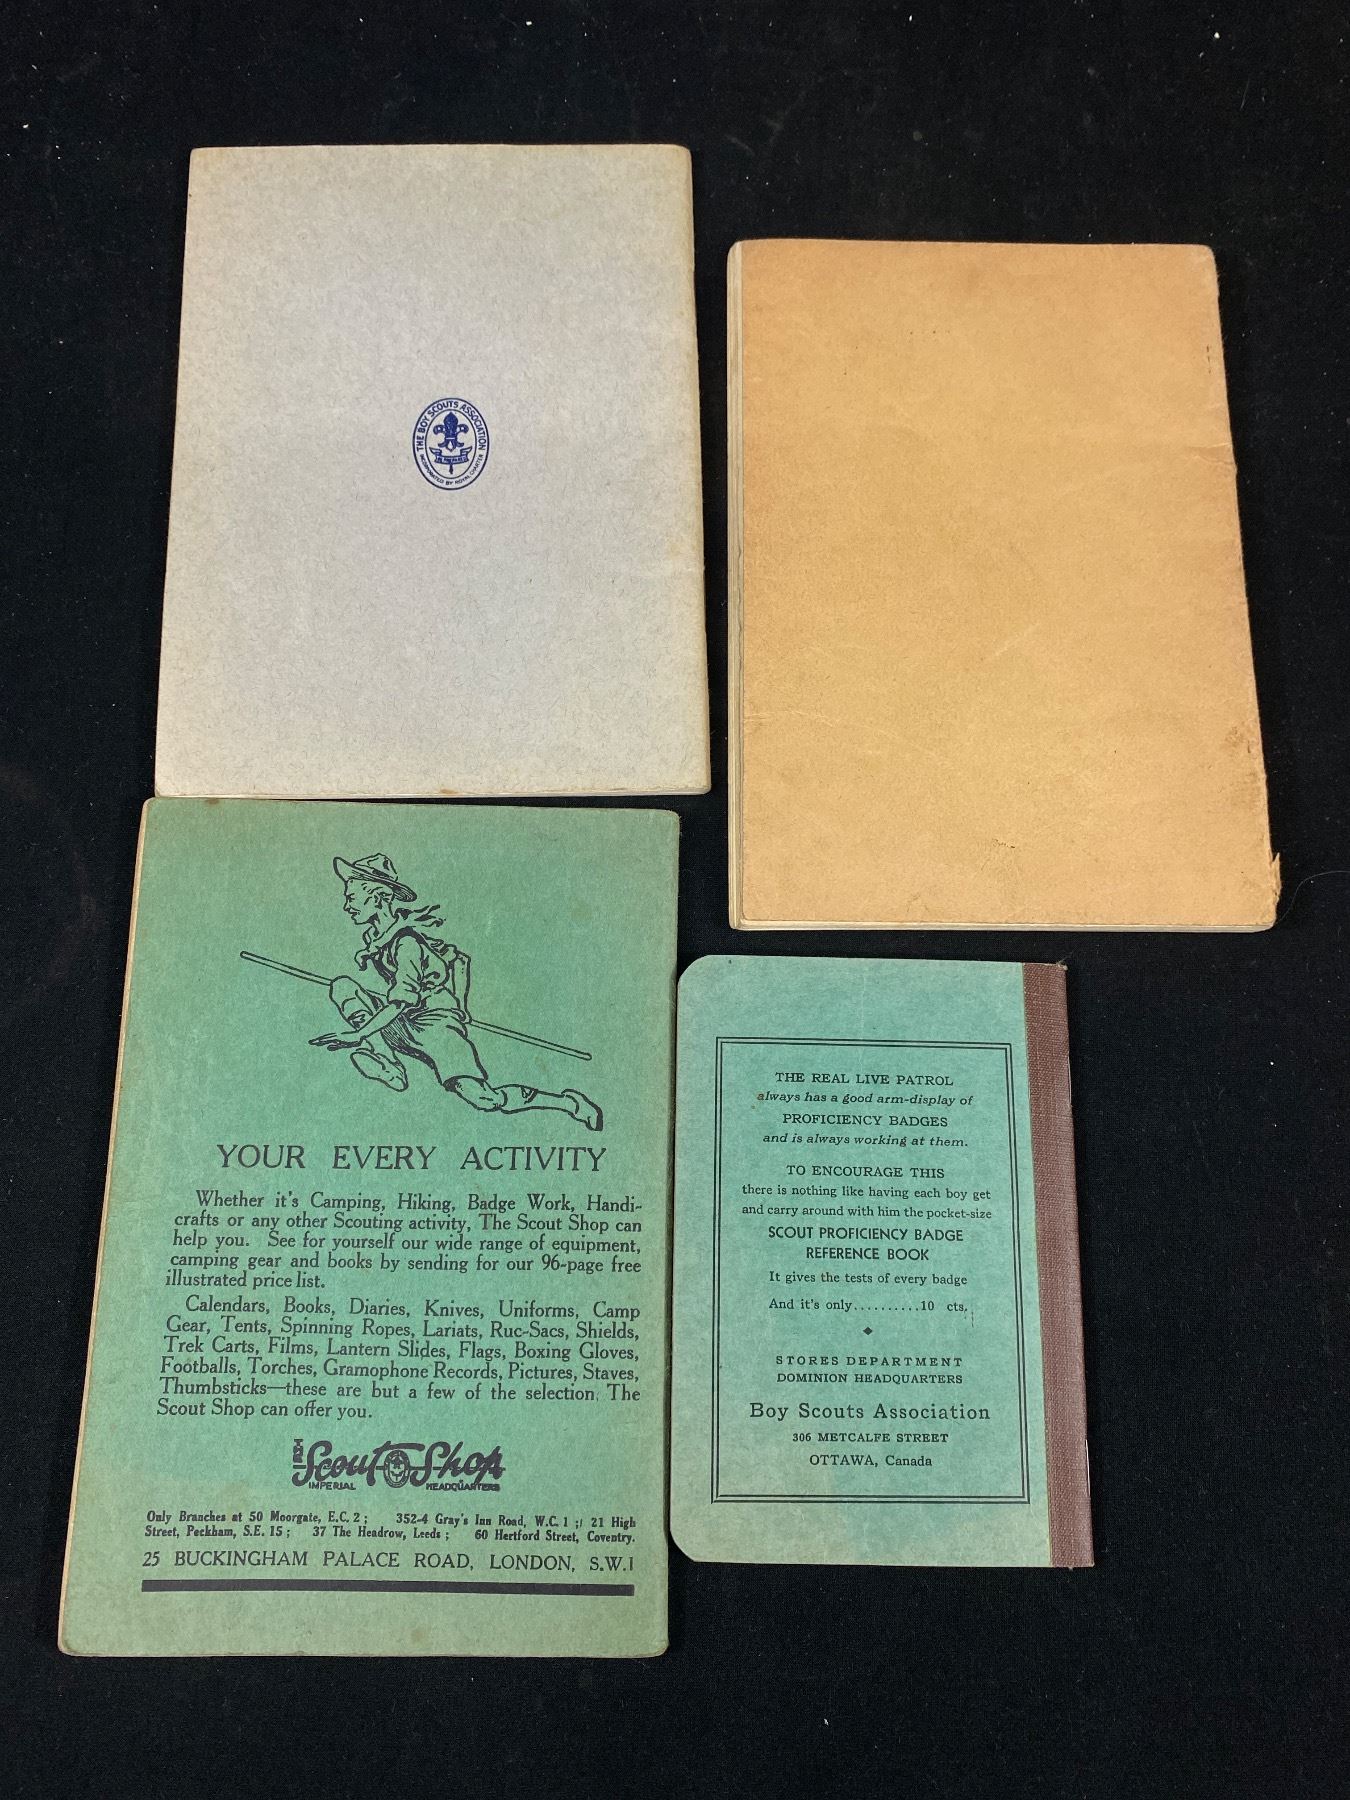 THE BOY SCOUTS ASSOCIATION
BE PREPARED
INCORPORATED BY ROYAL CHARTER
YOUR EVERY ACTIVITY
Whether it's Camping, Hiking, Badge Work, Handi-
crafts or any other Scouting activity, The Scout Shop can
help you. See for yourself our wide range of equipment,
camping gear and books by sending for our 96-page free
illustrated price list.
Calendars, Books, Diaries, Knives, Uniforms, Camp
Gear, Tents, Spinning Ropes, Lariats, Ruc-Sacs, Shields,
Trek Carts, Films, Lantern Slides, Flags, Boxing Gloves,
Footballs, Torches, Gramophone Records, Pictures, Staves,
Thumbsticks—these are but a few of the selection The
Scout Shop can offer you.
Scout Shop
IMPERIAL HEADQUARTERS
Only Branches at 50 Moorgate, E.C. 2 ; 352-4 Gray's Inn Road, W.C. 1 ; 21 High
Street, Peckham, S.E. 15 ; 37 The Headrow, Leeds ; 60 Hertford Street, Coventry.
25 BUCKINGHAM PALACE ROAD, LONDON, S.W.1
THE REAL LIVE PATROL
always has a good arm-display of
PROFICIENCY BADGES
and is always working at them.
TO ENCOURAGE THIS
there is nothing like having each boy get
and carry around with him the pocket-size
SCOUT PROFICIENCY BADGE
REFERENCE BOOK
It gives the tests of every badge
And it's only..........10 cts.
STORES DEPARTMENT
DOMINION HEADQUARTERS
Boy Scouts Association
306 METCALFE STREET
OTTAWA, Canada